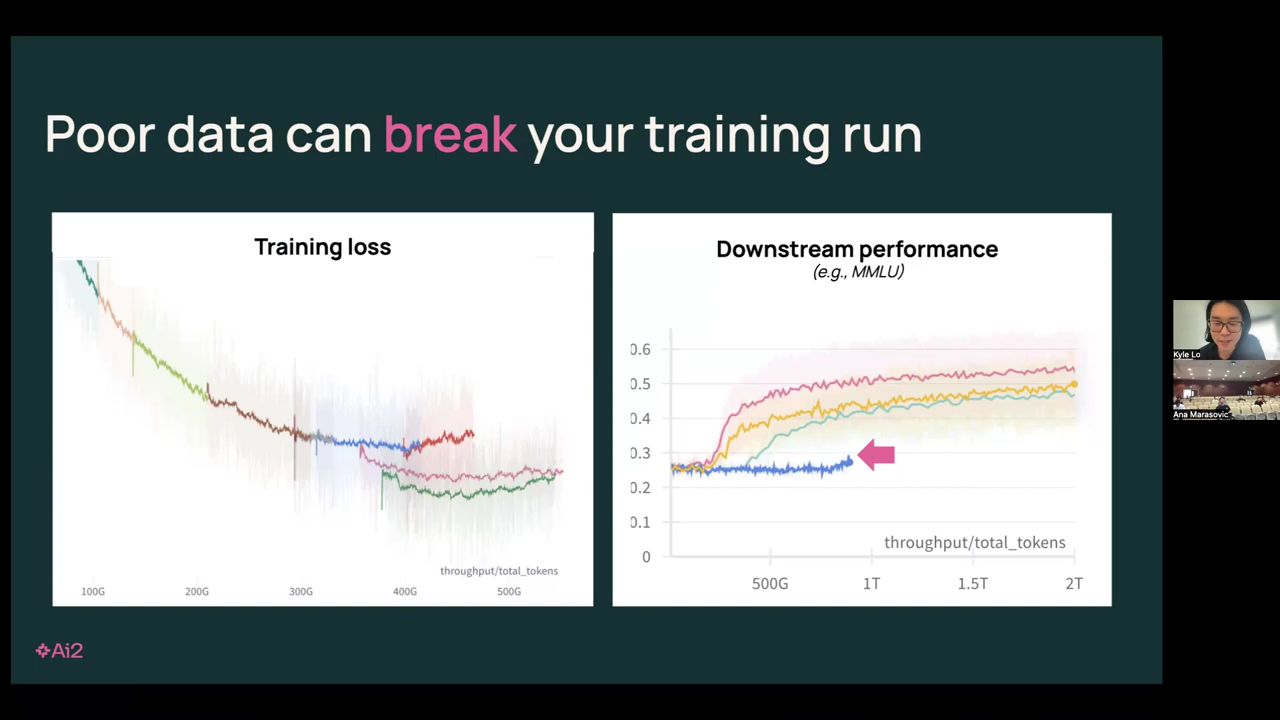 Poor data can break your training run
Training loss
throughput/total_tokens
100G
200G
300G
400G
500G
Downstream performance
(e.g., MMLU)
0.6
0.5
0.4
0.3
0.2
0.1
0
throughput/total_tokens
500G
1T
1.5T
2T
Ai2
Kyle Lo
Ana Marasovic